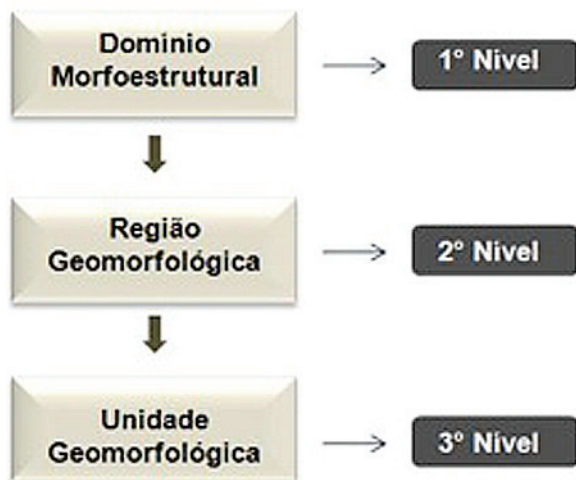 Dominio
Morfoestrutural
1° Nivel
Região
Geomorfológica
2° Nivel
Unidade
Geomorfológica
3° Nivel